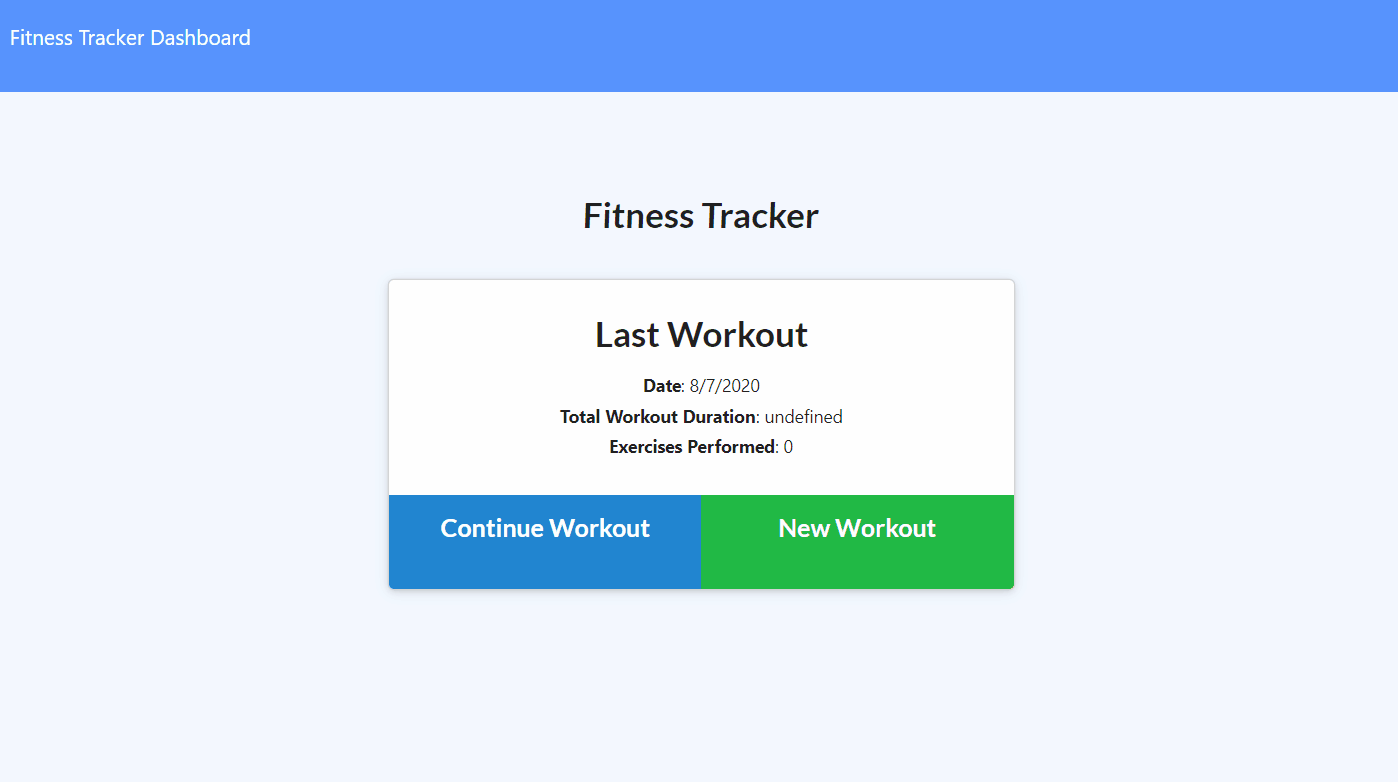 Fitness Tracker Dashboard
Fitness Tracker
Last Workout
Date: 8/7/2020
Total Workout Duration: undefined
Exercises Performed: 0
Continue Workout New Workout